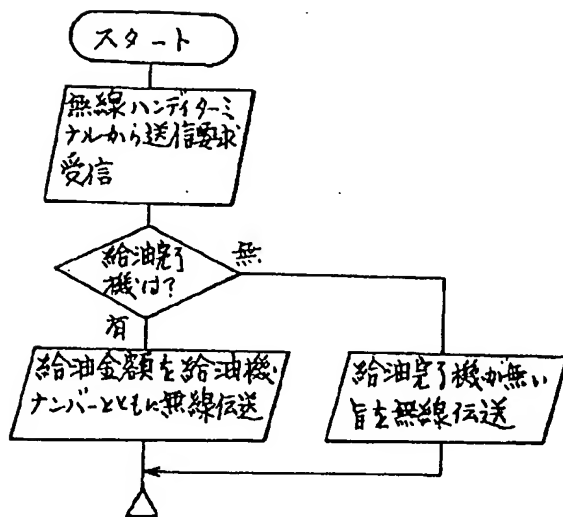 スタート
無線ハンディターミ
ナルから送信要求
受信
給油完了
機は?
無
有
給油金額を給油機
ナンバーとともに無線伝送
給油完了機が無い
旨を無線伝送